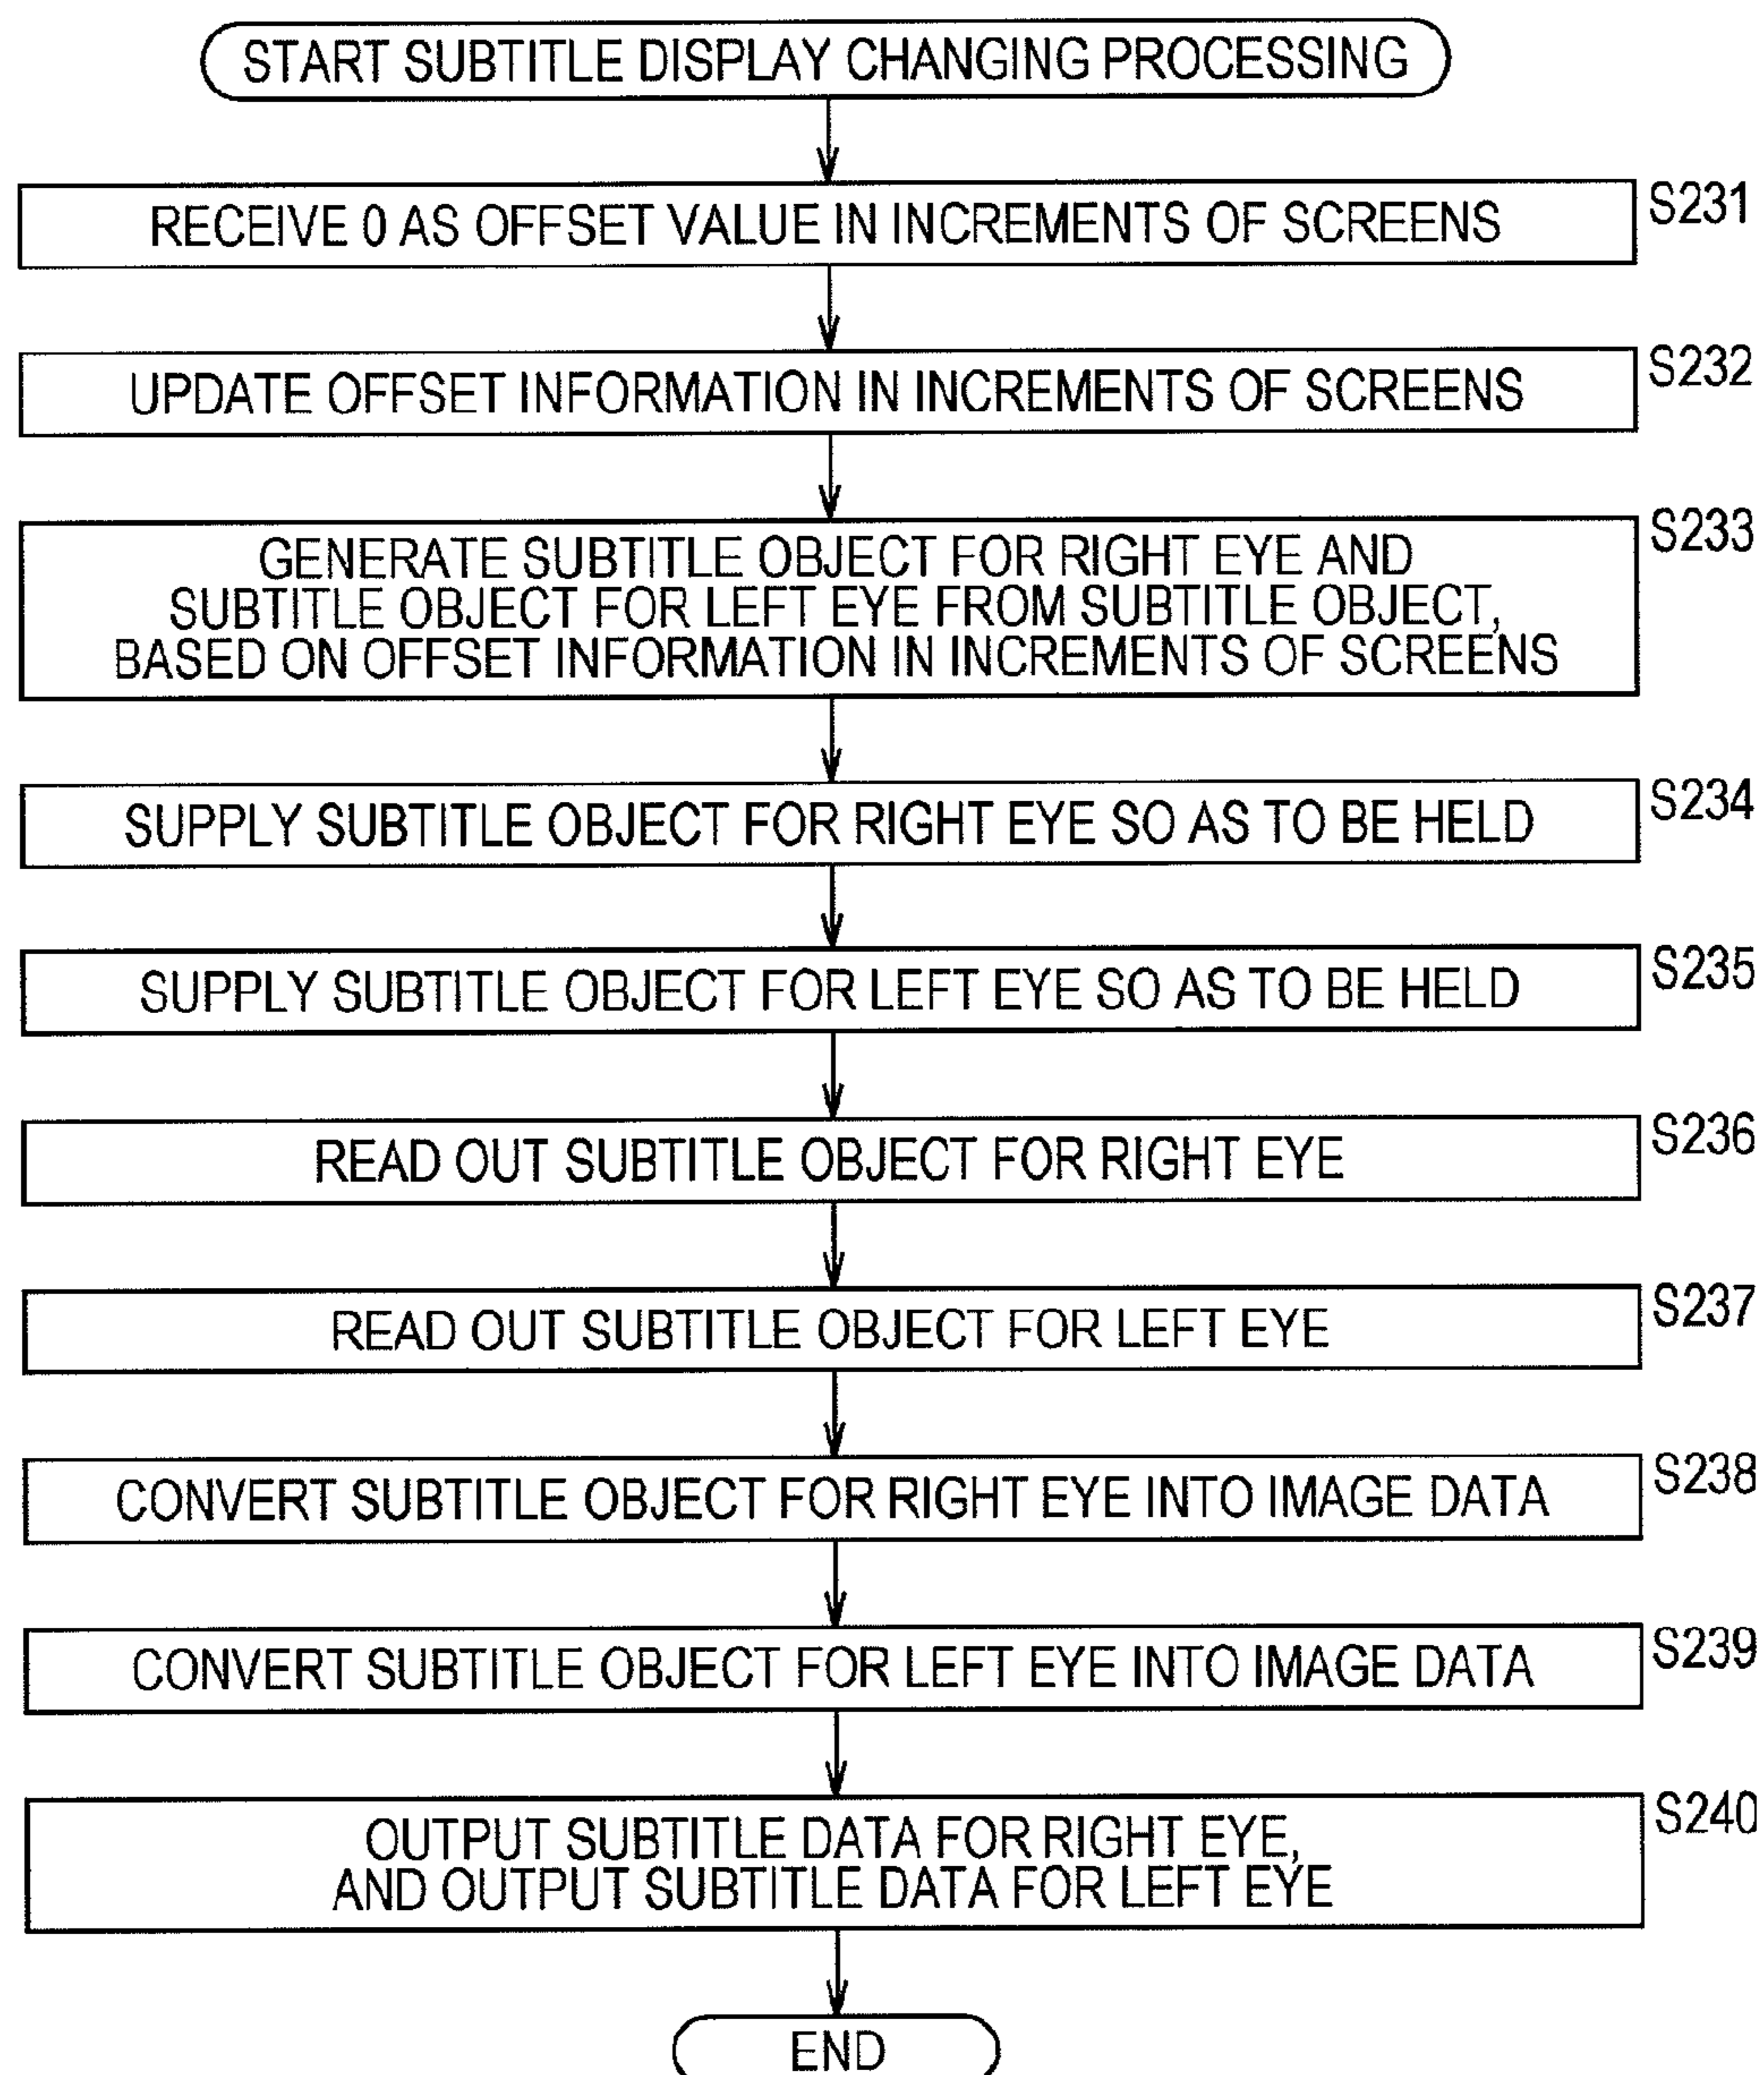 START SUBTITLE DISPLAY CHANGING PROCESSING
RECEIVE 0 AS OFFSET VALUE IN INCREMENTS OF SCREENS
S231
UPDATE OFFSET INFORMATION IN INCREMENTS OF SCREENS
S232
GENERATE SUBTITLE OBJECT FOR RIGHT EYE AND
SUBTITLE OBJECT FOR LEFT EYE FROM SUBTITLE OBJECT,
BASED ON OFFSET INFORMATION IN INCREMENTS OF SCREENS
S233
SUPPLY SUBTITLE OBJECT FOR RIGHT EYE SO AS TO BE HELD
S234
SUPPLY SUBTITLE OBJECT FOR LEFT EYE SO AS TO BE HELD
S235
READ OUT SUBTITLE OBJECT FOR RIGHT EYE
S236
READ OUT SUBTITLE OBJECT FOR LEFT EYE
S237
CONVERT SUBTITLE OBJECT FOR RIGHT EYE INTO IMAGE DATA
S238
CONVERT SUBTITLE OBJECT FOR LEFT EYE INTO IMAGE DATA
S239
OUTPUT SUBTITLE DATA FOR RIGHT EYE,
AND OUTPUT SUBTITLE DATA FOR LEFT EYE
S240
END